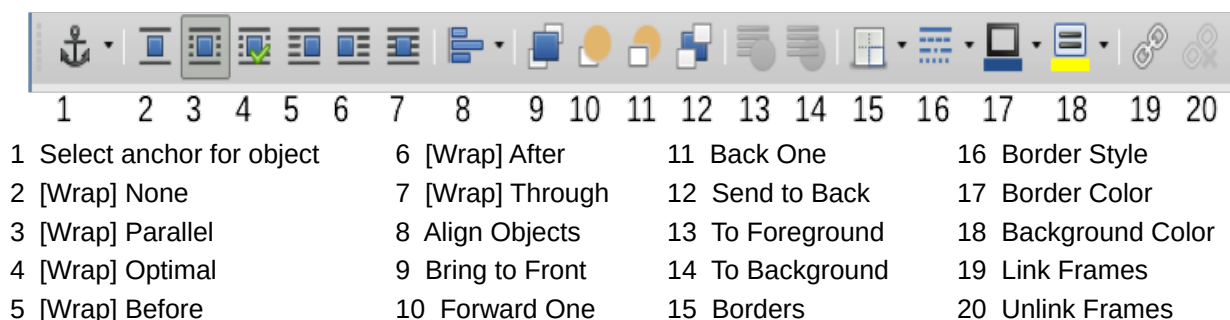 1 2 3 4 5 6 7 8 9 10 11 12 13 14 15 16 17 18 19 20
1 Select anchor for object
2 [Wrap] None
3 [Wrap] Parallel
4 [Wrap] Optimal
5 [Wrap] Before
6 [Wrap] After
7 [Wrap] Through
8 Align Objects
9 Bring to Front
10 Forward One
11 Back One
12 Send to Back
13 To Foreground
14 To Background
15 Borders
16 Border Style
17 Border Color
18 Background Color
19 Link Frames
20 Unlink Frames